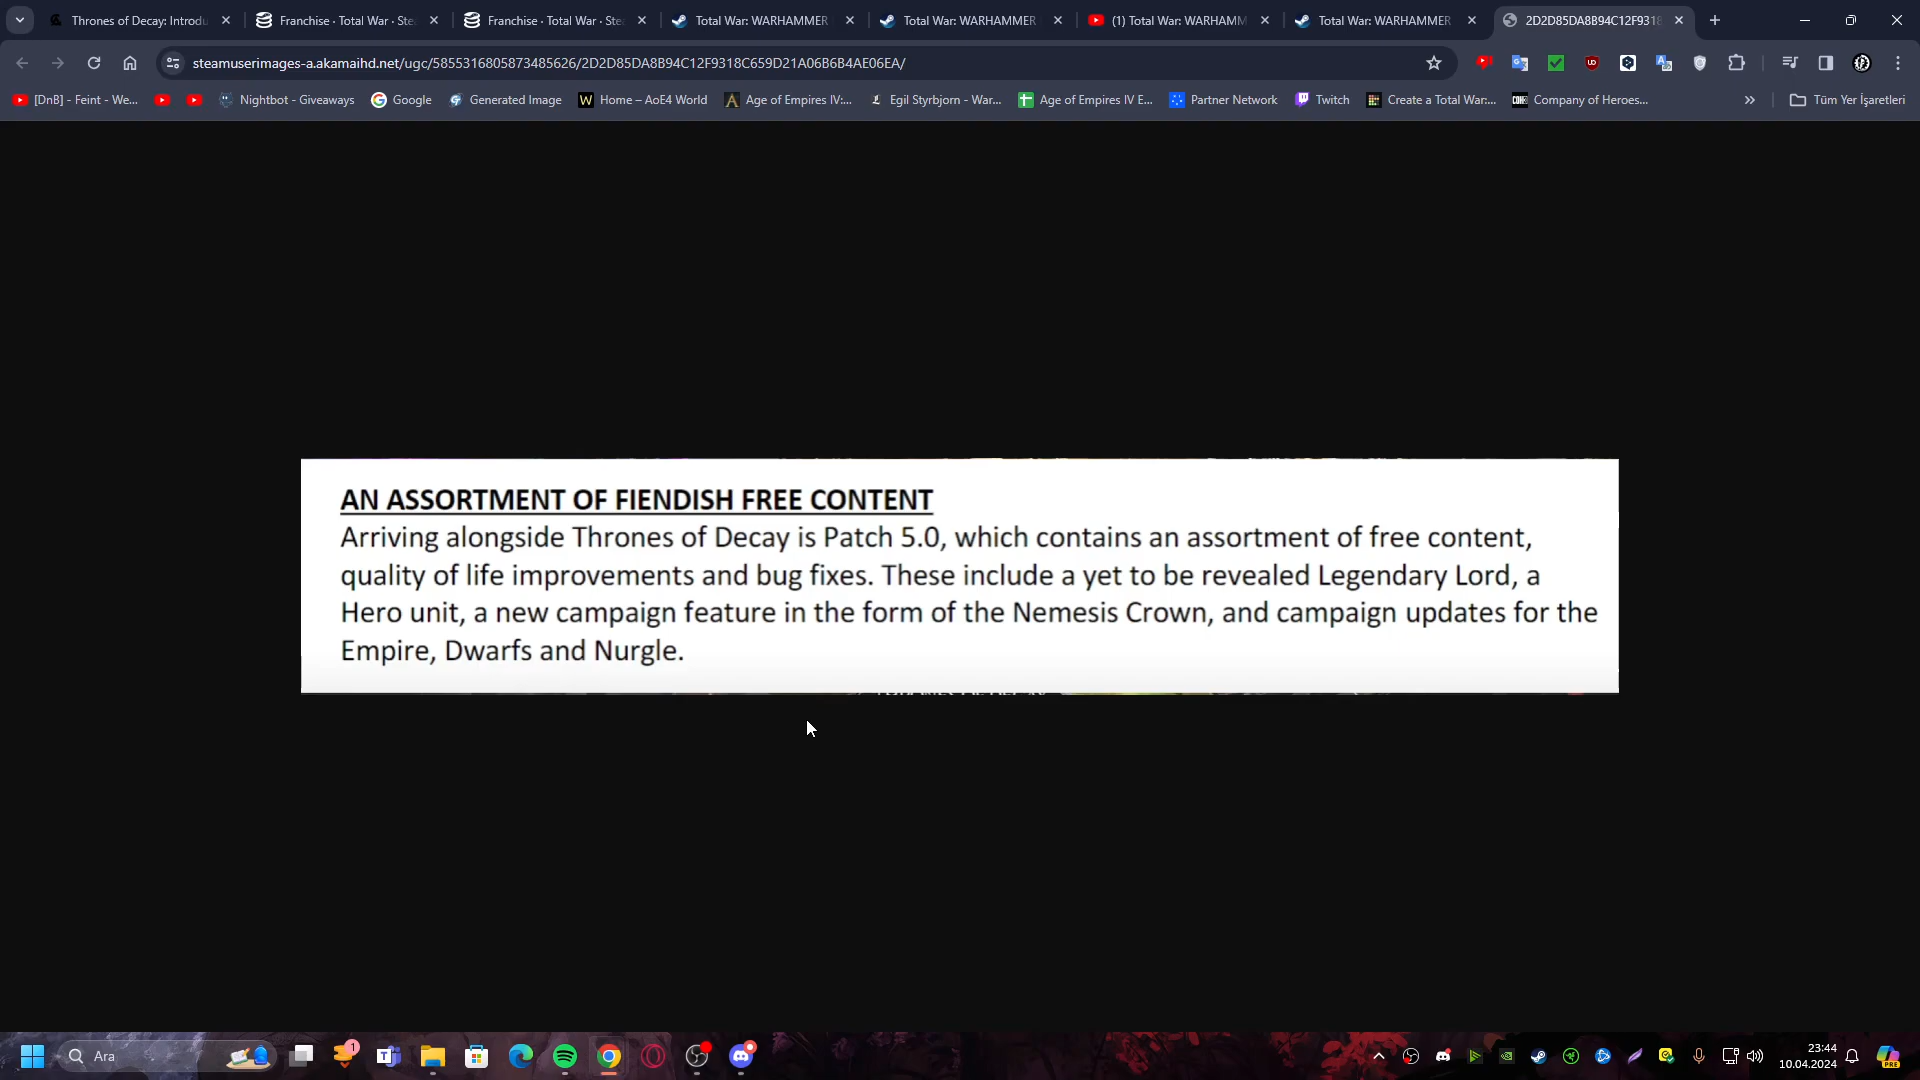 Thrones of Decay: Introdu
Franchise · Total War · Ste
Franchise · Total War · Ste
Total War: WARHAMMER
Total War: WARHAMMER
(1) Total War: WARHAMM
Total War: WARHAMMER
2D2D85DA8B94C12F9318
steamuserimages-a.akamaihd.net/ugc/5855316805873485626/2D2D85DA8B94C12F9318C659D21A06B6B4AE06EA/
[DnB] - Feint - We...
Nightbot - Giveaways
Google
Generated Image
Home – AoE4 World
Age of Empires IV:...
Egil Styrbjorn - War...
Age of Empires IV E...
Partner Network
Twitch
Create a Total War:...
Company of Heroes...
Tüm Yer İşaretleri
AN ASSORTMENT OF FIENDISH FREE CONTENT
Arriving alongside Thrones of Decay is Patch 5.0, which contains an assortment of free content,
quality of life improvements and bug fixes. These include a yet to be revealed Legendary Lord, a
Hero unit, a new campaign feature in the form of the Nemesis Crown, and campaign updates for the
Empire, Dwarfs and Nurgle.
Ara
1
23:44
10.04.2024
PRE